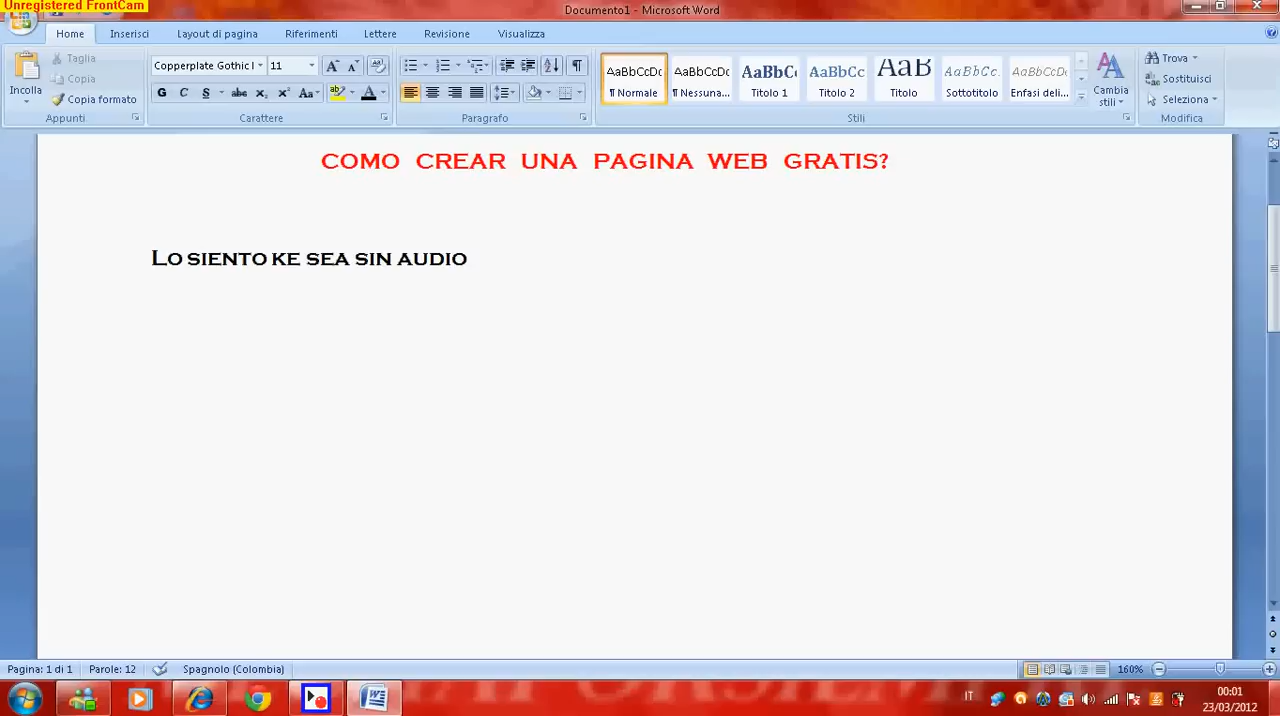 Unregistered FrontCam
Documento1 - Microsoft Word
Home Inserisci Layout di pagina Riferimenti Lettere Revisione Visualizza
Incolla
Taglia
Copia
Copia formato
Appunti
Copperplate Gothic 11
Carattere
Paragrafo
AaBbCcDc AaBbCcDc AaBbC AaBbCc AaB AaBbCc. AaBbCcDc
¶ Normale ¶ Nessuna... Titolo 1 Titolo 2 Titolo Sottotitolo Enfasi deli...
Stili
Cambia
stili
Trova
Sostituisci
Seleziona
Modifica
COMO CREAR UNA PAGINA WEB GRATIS?
LO SIENTO KE SEA SIN AUDIO
Pagina: 1 di 1 Parole: 12 Spagnolo (Colombia) 160%
IT
00:01
23/03/2012